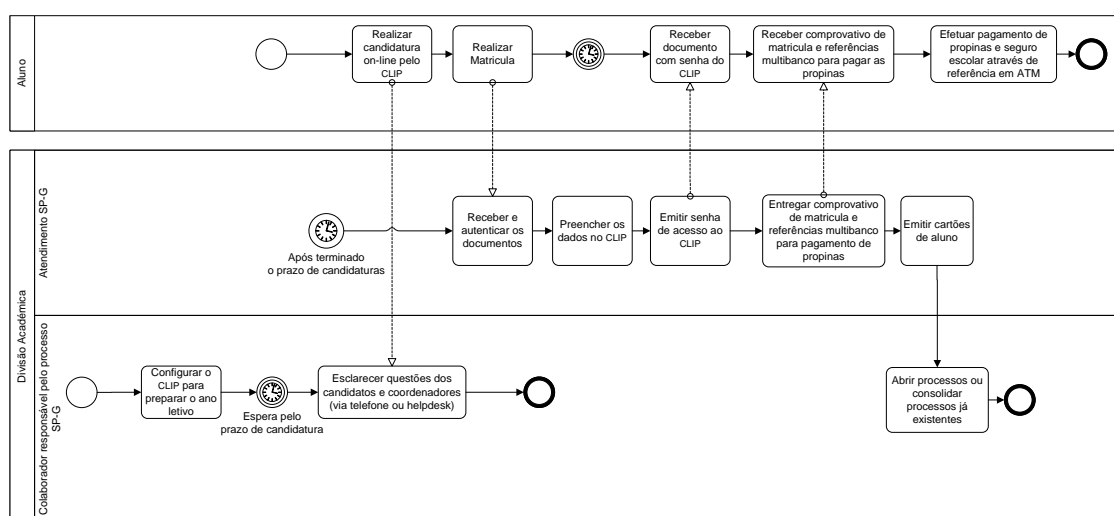 Aluno
Realizar
candidatura
on-line pelo
CLIP
Realizar
Matricula
Receber
documento
com senha do
CLIP
Receber comprovativo de
matricula e referências
multibanco para pagar as
propinas
Efetuar pagamento de
propinas e seguro
escolar através de
referência em ATM
Divisão Académica
Atendimento SP-G
Após terminado
o prazo de candidaturas
Receber e
autenticar os
documentos
Preencher os
dados no CLIP
Emitir senha
de acesso ao
CLIP
Entregar comprovativo
de matricula e
referências multibanco
para pagamento de
propinas
Emitir cartões
de aluno
Colaborador responsável pelo processo
SP-G
Configurar o
CLIP para
preparar o ano
letivo
Espera pelo
prazo de candidatura
Esclarecer questões dos
candidatos e coordenadores
(via telefone ou helpdesk)
Abrir processos ou
consolidar
processos já
existentes